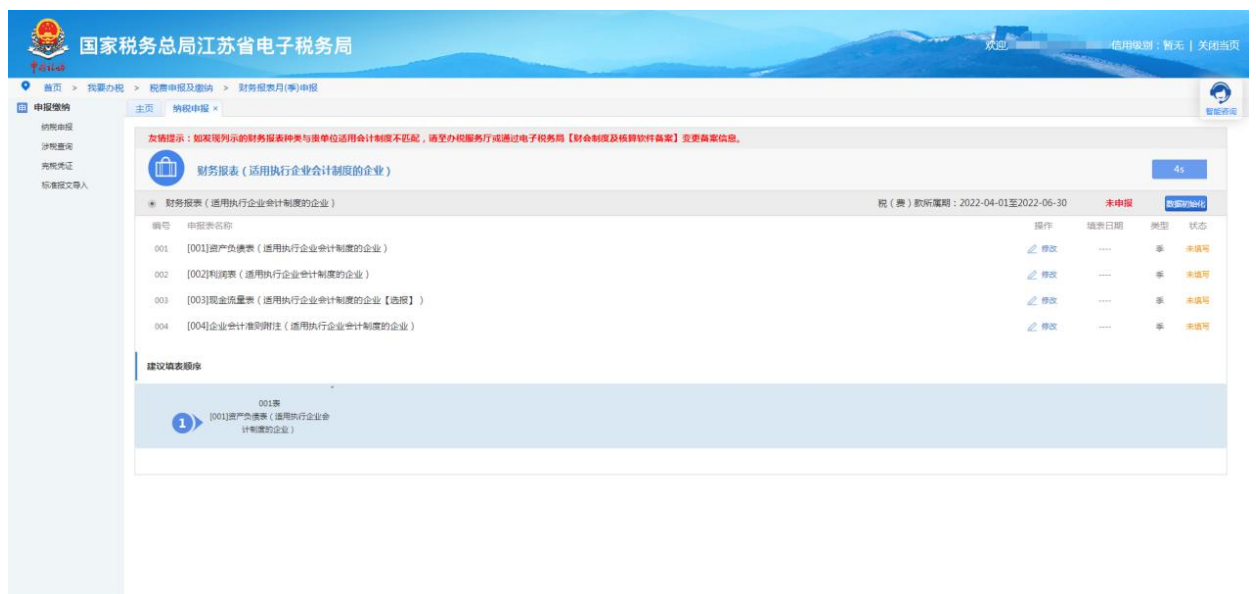 国家税务总局江苏省电子税务局
欢迎, 信用级别：暂无 | 关闭当页
首页 > 我要办税 > 税费申报及缴纳 > 财务报表月(季)申报
智能咨询
申报缴纳
纳税申报
涉税查询
完税凭证
标准报文导入
主页 纳税申报 ×
友情提示：如发现列示的财务报表种类与贵单位适用会计制度不匹配，请至办税服务厅或通过电子税务局【财会制度及核算软件备案】变更备案信息。
财务报表（适用执行企业会计制度的企业） 4s
财务报表（适用执行企业会计制度的企业） 税（费）款所属期：2022-04-01至2022-06-30 未申报 数据初始化
编号 申报表名称 操作 填表日期 类型 状态
001 [001]资产负债表（适用执行企业会计制度的企业） 修改 ---- 季 未填写
002 [002]利润表（适用执行企业会计制度的企业） 修改 ---- 季 未填写
003 [003]现金流量表（适用执行企业会计制度的企业【选报】） 修改 ---- 季 未填写
004 [004]企业会计准则附注（适用执行企业会计制度的企业） 修改 ---- 季 未填写
建议填表顺序
1
001表
[001]资产负债表（适用执行企业会
计制度的企业）